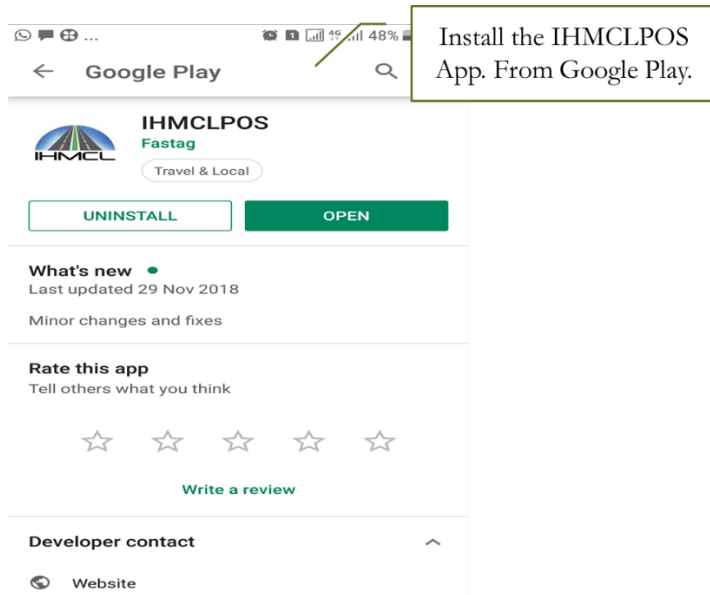 4G 48%
Install the IHMCLPOS
App. From Google Play.
Google Play
IHMCL
IHMCLPOS
Fastag
Travel & Local
UNINSTALL
OPEN
What's new
Last updated 29 Nov 2018
Minor changes and fixes
Rate this app
Tell others what you think
Write a review
Developer contact
Website